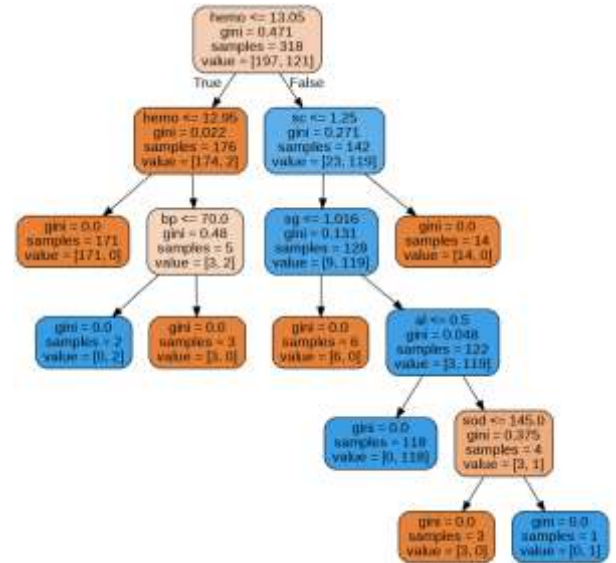 hemo <= 13.05
gini = 0.471
samples = 318
value = [197, 121]
True
False
hemo <= 12.95
gini = 0.022
samples = 176
value = [174, 2]
sc <= 1.25
gini = 0.271
samples = 142
value = [23, 119]
gini = 0.0
samples = 171
value = [171, 0]
bp <= 70.0
gini = 0.48
samples = 5
value = [3, 2]
sg <= 1.016
gini = 0.131
samples = 128
value = [9, 119]
gini = 0.0
samples = 14
value = [14, 0]
gini = 0.0
samples = 2
value = [0, 2]
gini = 0.0
samples = 3
value = [3, 0]
gini = 0.0
samples = 6
value = [6, 0]
al <= 0.5
gini = 0.048
samples = 122
value = [3, 119]
gini = 0.0
samples = 118
value = [0, 118]
sod <= 145.0
gini = 0.375
samples = 4
value = [3, 1]
gini = 0.0
samples = 3
value = [3, 0]
gini = 0.0
samples = 1
value = [0, 1]